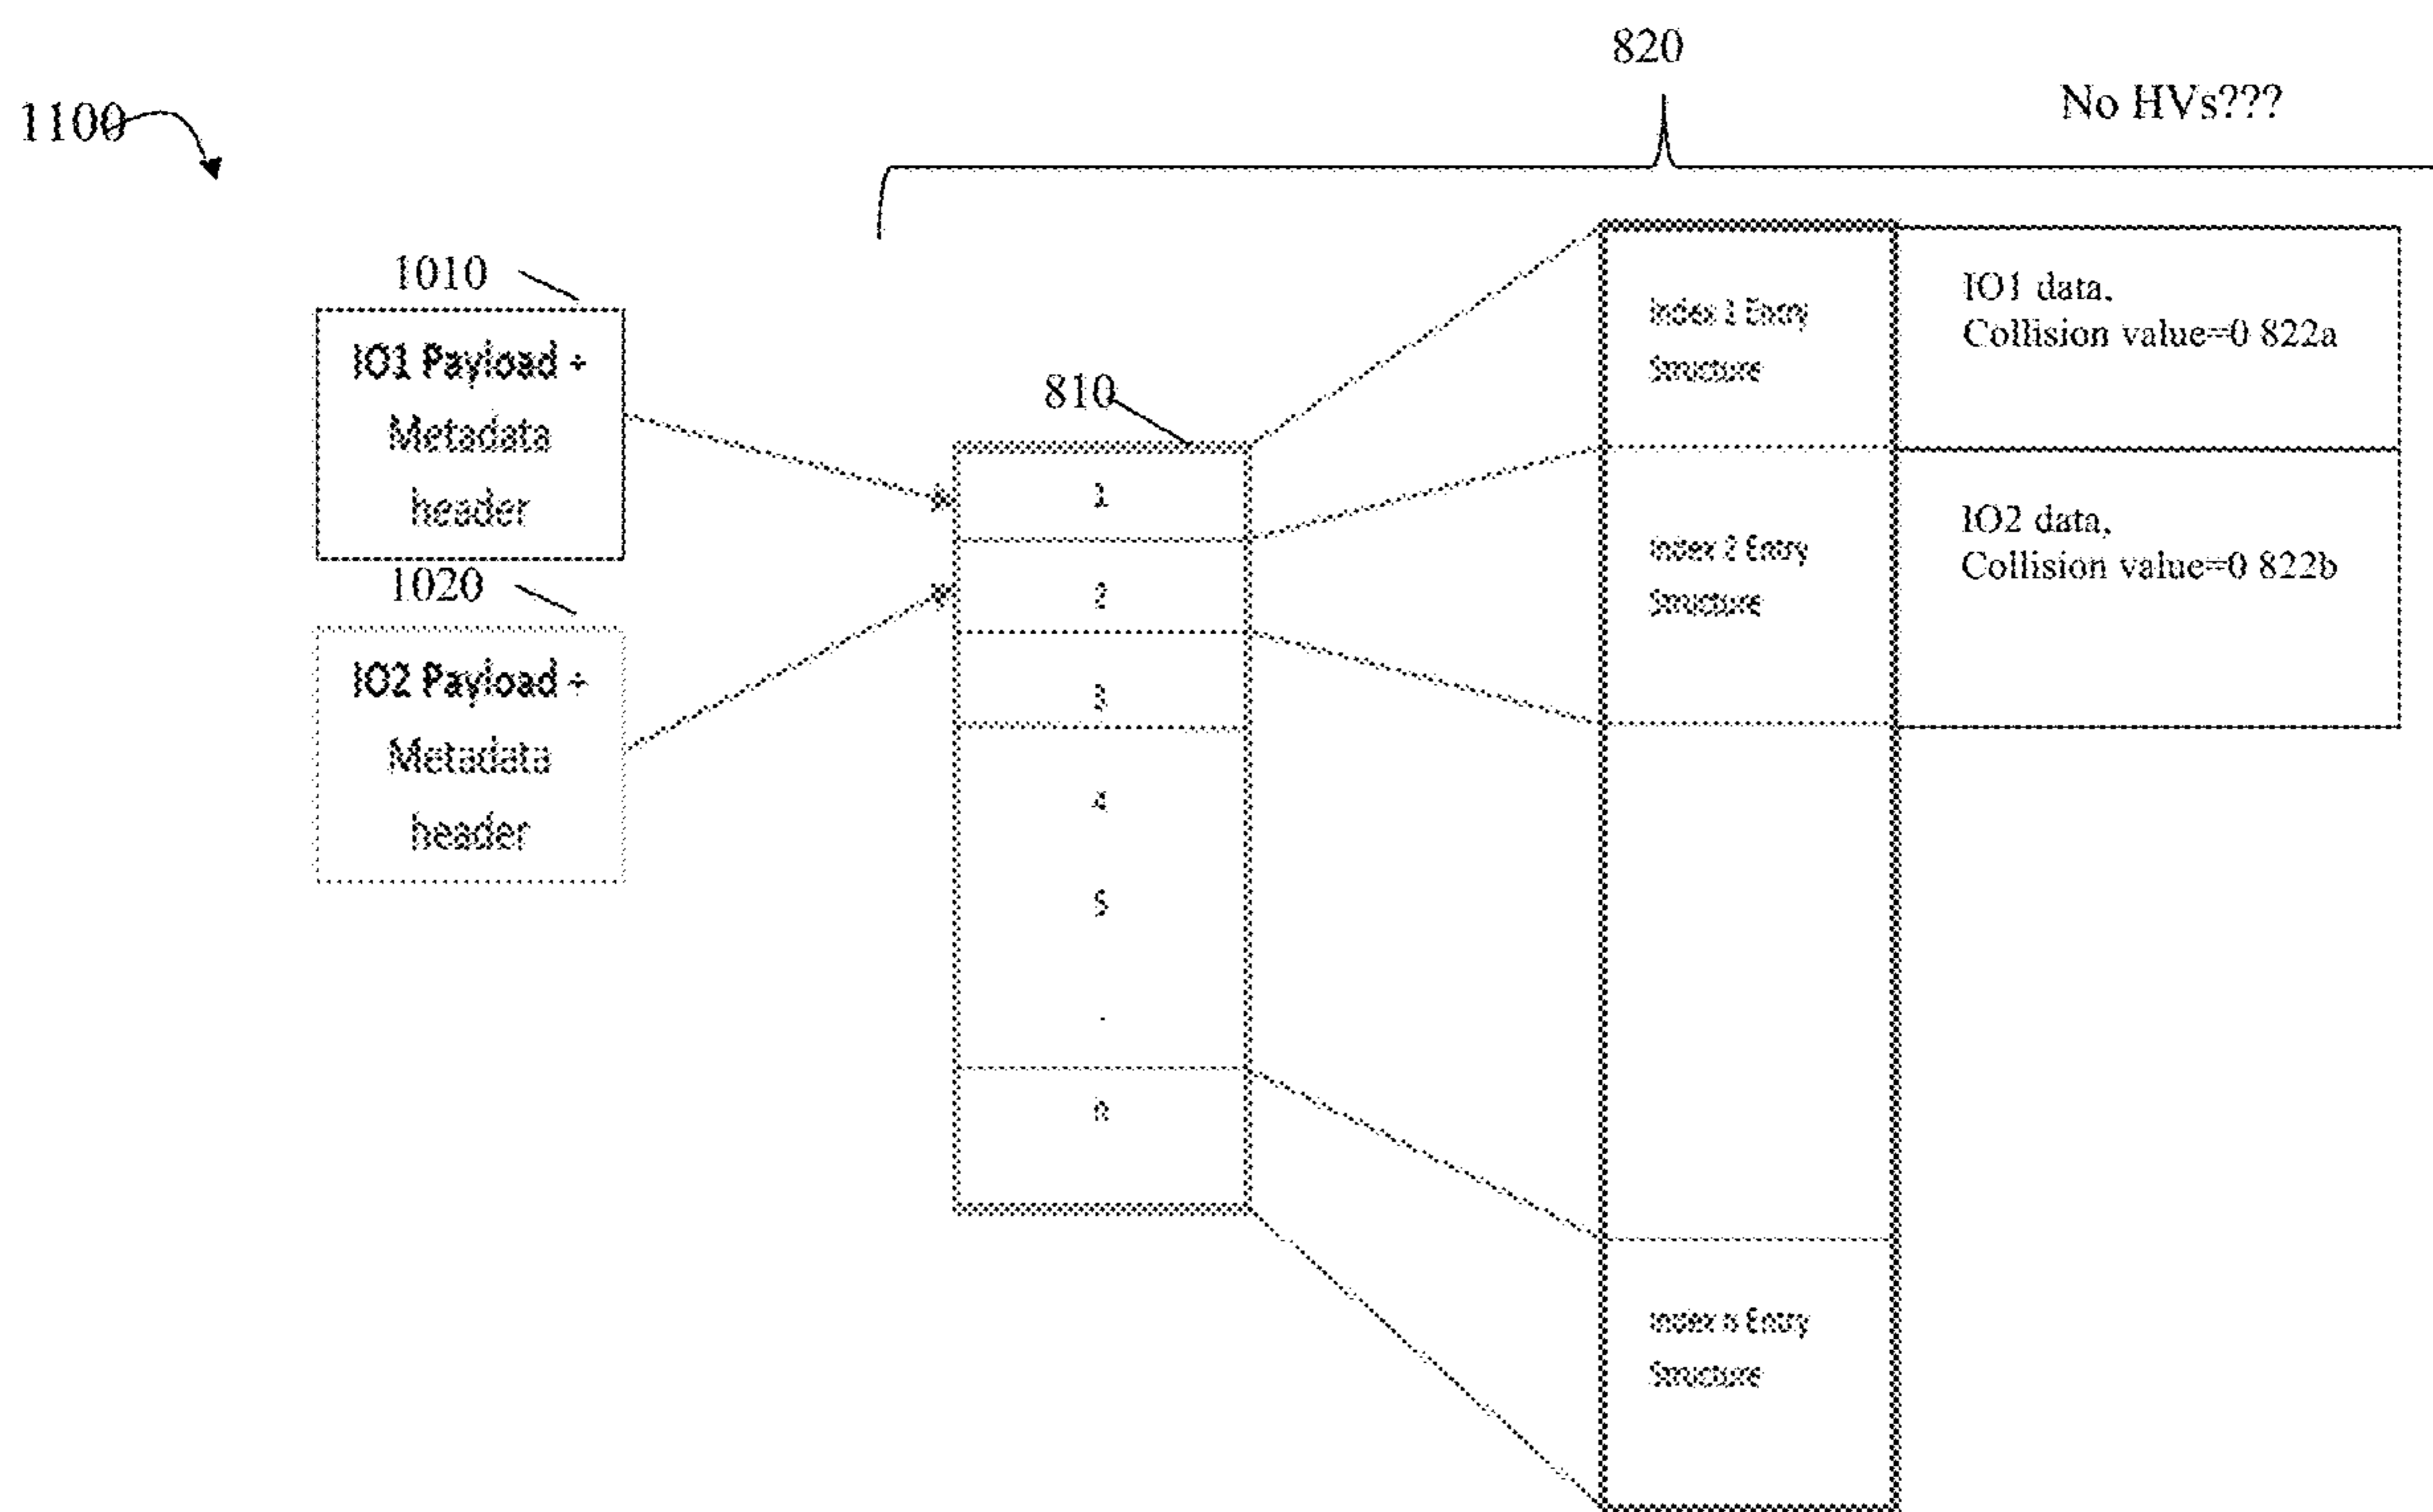 820
No HVs???
1100
1010
IO1 Payload +
Metadata
header
1020
IO2 Payload +
Metadata
header
810
1
2
3
4
5
.
n
Index 1 Entry
Structure
IO1 data,
Collision value=0 822a
Index 2 Entry
Structure
IO2 data,
Collision value=0 822b
Index n Entry
Structure